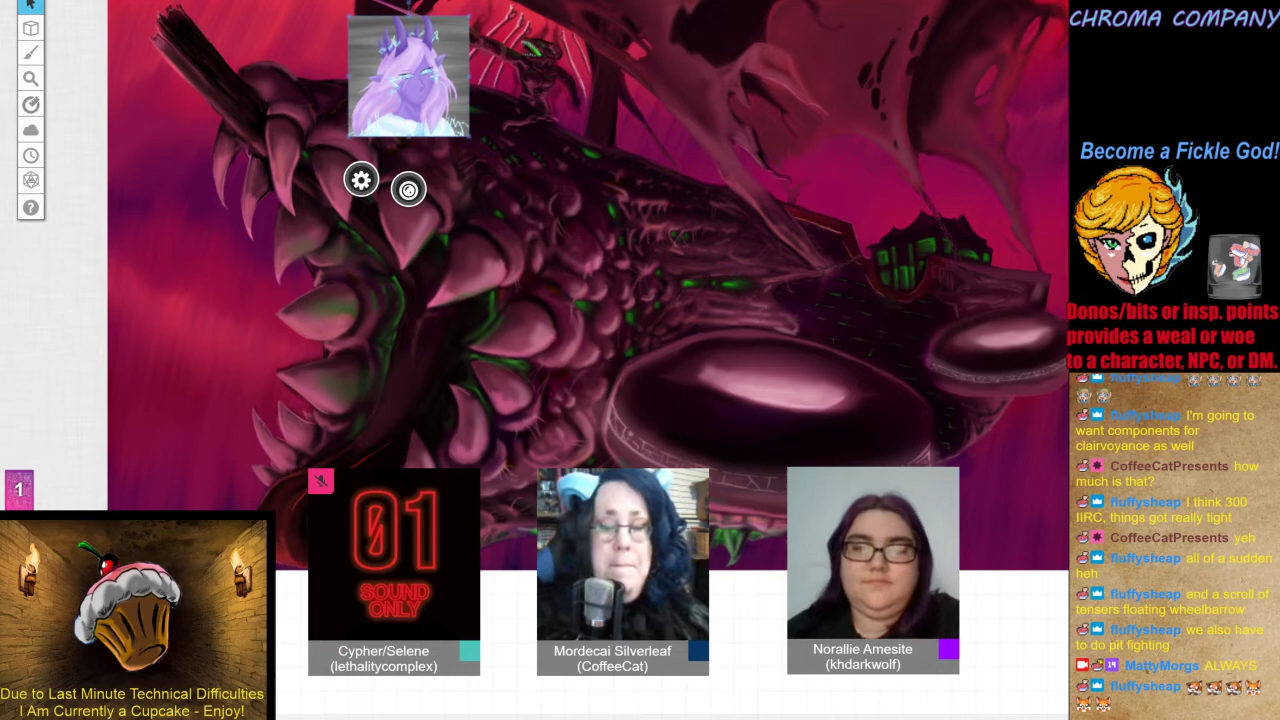 CHROMA COMPANY
Become a Fickle God!
Donos/bits or insp. points
provides a weal or woe
to a character, NPC, or DM.
fluffysheap
fluffysheap I'm going to
want components for
clairvoyance as well
CoffeeCatPresents how
much is that?
fluffysheap I think 300
IIRC, things got really tight
CoffeeCatPresents yeh
fluffysheap all of a sudden
heh
fluffysheap and a scroll of
tensers floating wheelbarrow
fluffysheap we also have
to do pit fighting
14 MattyMorgs ALWAYS
fluffysheap
1
01
SOUND
ONLY
Cypher/Selene
(lethalitycomplex)
Mordecai Silverleaf
(CoffeeCat)
Norallie Amesite
(khdarkwolf)
Due to Last Minute Technical Difficulties
I Am Currently a Cupcake - Enjoy!